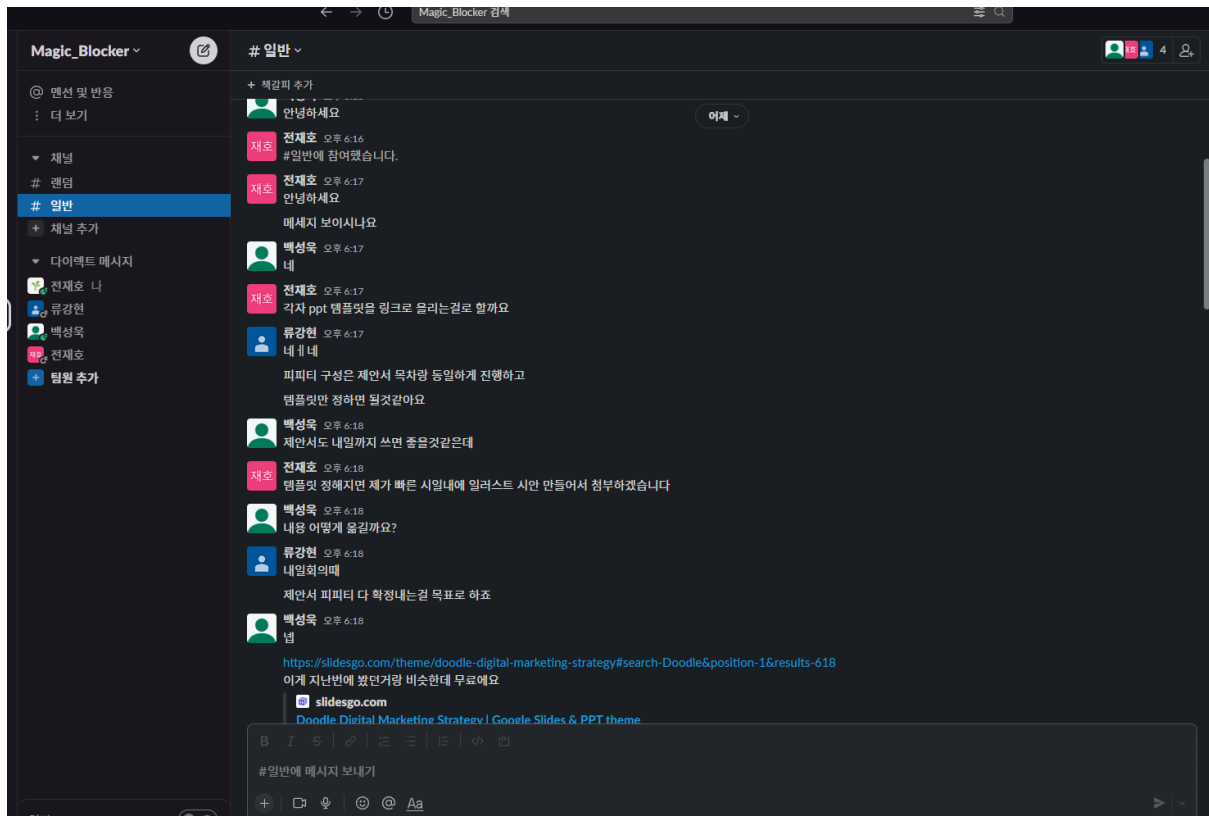 Magic_Blocker 검색
Magic_Blocker
# 일반
4
멘션 및 반응
더 보기
채널
# 랜덤
# 일반
+ 채널 추가
다이렉트 메시지
전재호 나
류강현
백성욱
재호 전재호
+ 팀원 추가
+ 책갈피 추가
어제
안녕하세요
재호
전재호 오후 6:16
#일반에 참여했습니다.
재호
전재호 오후 6:17
안녕하세요
메세지 보이시나요
백성욱 오후 6:17
네
재호
전재호 오후 6:17
각자 ppt 템플릿을 링크로 올리는걸로 할까요
류강현 오후 6:17
네ㅔ네
피피티 구성은 제안서 목차랑 동일하게 진행하고
템플릿만 정하면 될것같아요
백성욱 오후 6:18
제안서도 내일까지 쓰면 좋을것같은데
재호
전재호 오후 6:18
템플릿 정해지면 제가 빠른 시일내에 일러스트 시안 만들어서 첨부하겠습니다
백성욱 오후 6:18
내용 어떻게 옮길까요?
류강현 오후 6:18
내일회의때
제안서 피피티 다 확정내는걸 목표로 하죠
백성욱 오후 6:18
넵
https://slidesgo.com/theme/doodle-digital-marketing-strategy#search-Doodle&position-1&results-618
이게 지난번에 봤던거랑 비슷한데 무료에요
slidesgo.com
Doodle Digital Marketing Strategy | Google Slides & PPT theme
B I S
#일반에 메시지 보내기
+ @ Aa